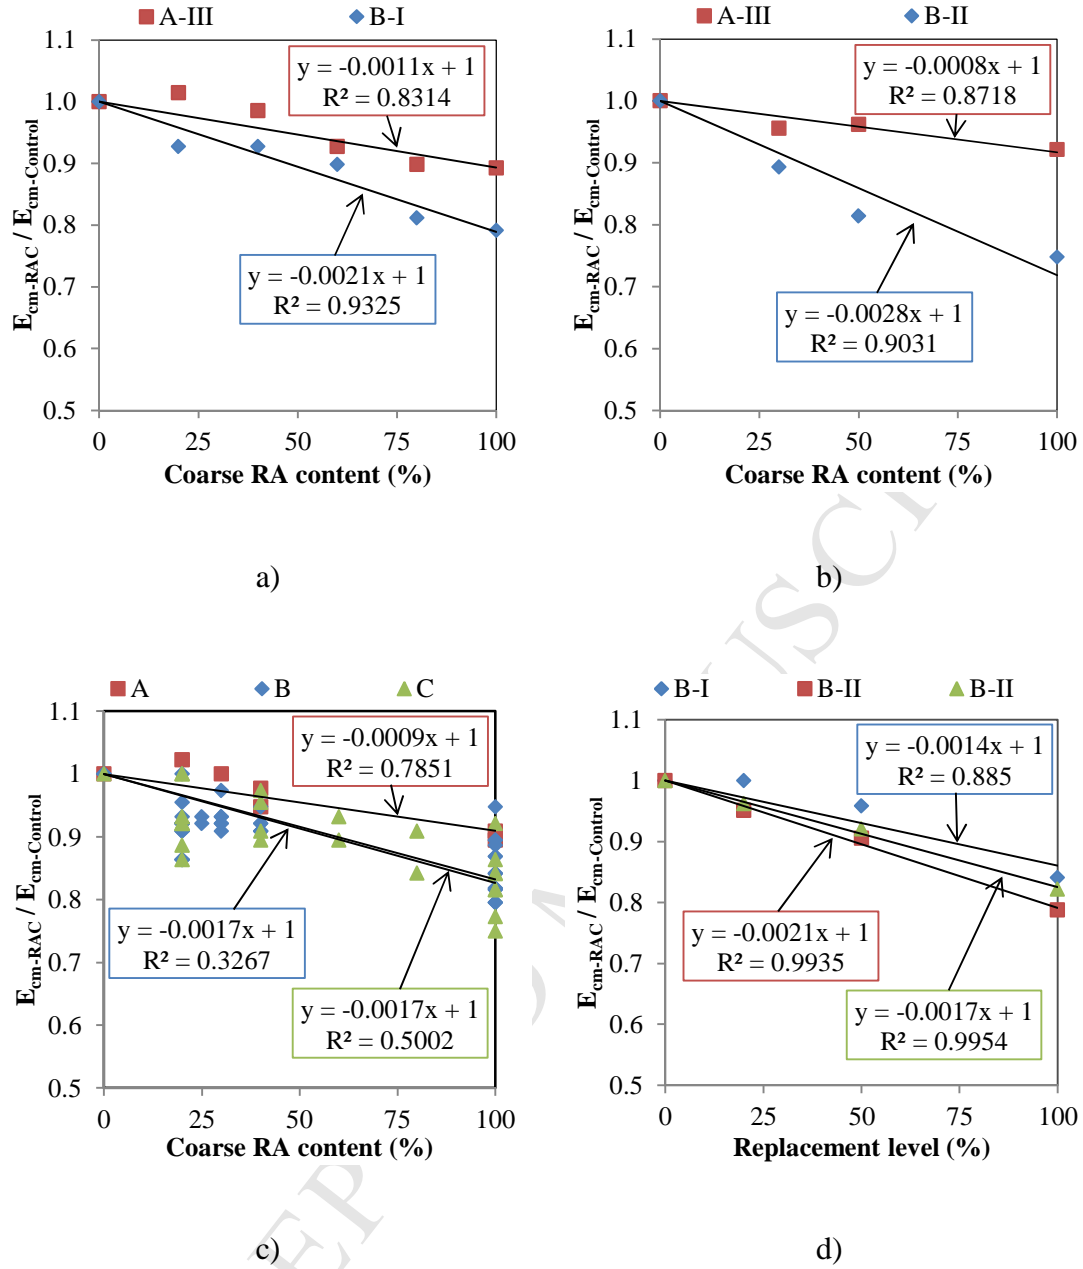 A-III B-I
1.1
1.0
0.9
0.8
0.7
0.6
0.5
E_cm-RAC / E_cm-Control
y = -0.0011x + 1
R² = 0.8314
y = -0.0021x + 1
R² = 0.9325
0 25 50 75 100
Coarse RA content (%)
a)
A-III B-II
1.1
1.0
0.9
0.8
0.7
0.6
0.5
E_cm-RAC / E_cm-Control
y = -0.0008x + 1
R² = 0.8718
y = -0.0028x + 1
R² = 0.9031
0 25 50 75 100
Coarse RA content (%)
b)
A B C
1.1
1
0.9
0.8
0.7
0.6
0.5
E_cm-RAC / E_cm-Control
y = -0.0009x + 1
R² = 0.7851
y = -0.0017x + 1
R² = 0.3267
y = -0.0017x + 1
R² = 0.5002
0 25 50 75 100
Coarse RA content (%)
c)
B-I B-II B-II
1.1
1
0.9
0.8
0.7
0.6
0.5
E_cm-RAC / E_cm-Control
y = -0.0014x + 1
R² = 0.885
y = -0.0021x + 1
R² = 0.9935
y = -0.0017x + 1
R² = 0.9954
0 25 50 75 100
Replacement level (%)
d)